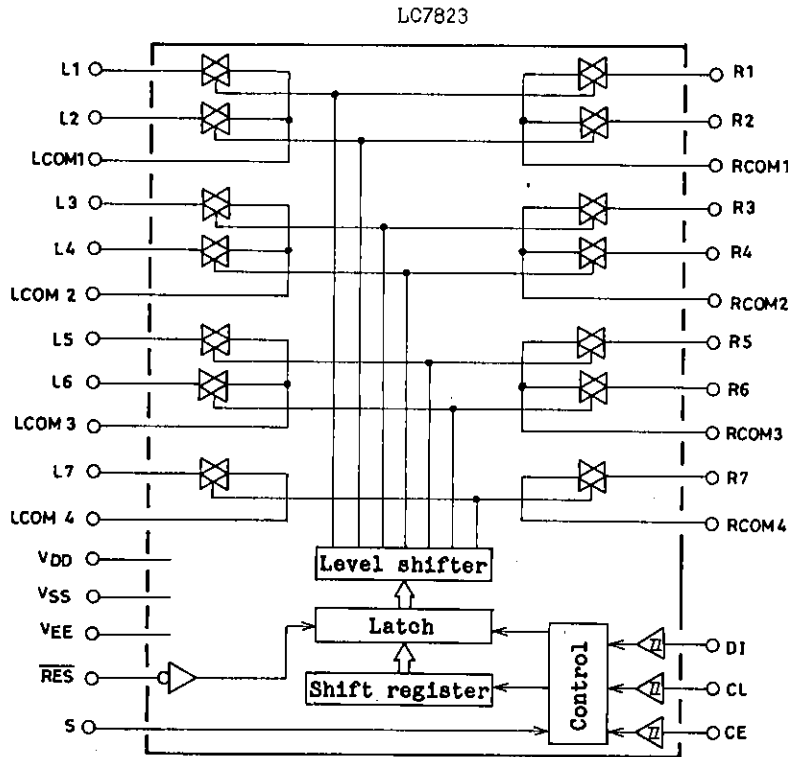 LC7823
L1
R1
L2
R2
LCOM1
RCOM1
L3
R3
L4
R4
LCOM 2
RCOM2
L5
R5
L6
R6
LCOM 3
RCOM3
L7
R7
LCOM 4
RCOM4
VDD
Level shifter
VSS
VEE
Latch
DI
RES
Shift register
Control
CL
S
CE